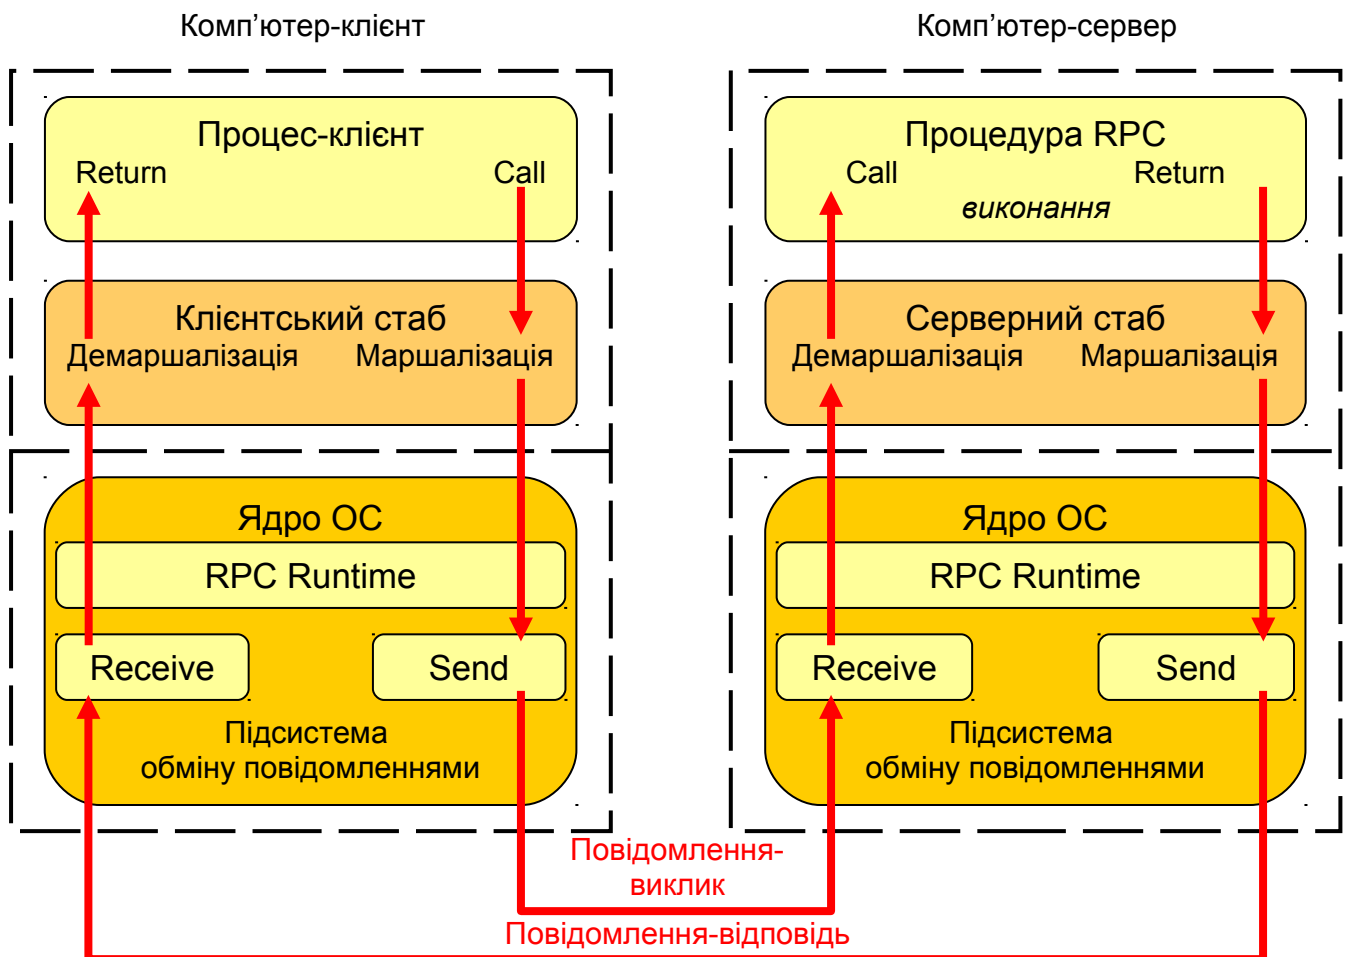 Комп’ютер-клієнт
Комп’ютер-сервер
Процес-клієнт
Return
Call
Клієнтський стаб
Демаршалізація
Маршалізація
Ядро ОС
RPC Runtime
Receive
Send
Підсистема
обміну повідомленнями
Процедура RPC
Call
Return
виконання
Серверний стаб
Демаршалізація
Маршалізація
Ядро ОС
RPC Runtime
Receive
Send
Підсистема
обміну повідомленнями
Повідомлення-
виклик
Повідомлення-відповідь